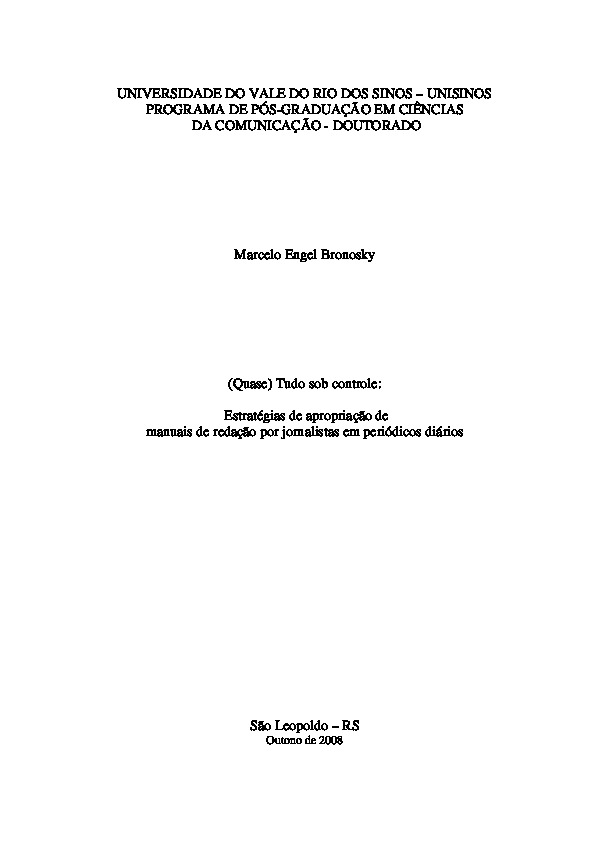 UNIVERSIDADE DO VALE DO RIO DOS SINOS – UNISINOS
PROGRAMA DE PÓS-GRADUAÇÃO EM CIÊNCIAS
DA COMUNICAÇÃO - DOUTORADO
Marcelo Engel Bronosky
(Quase) Tudo sob controle:
Estratégias de apropriação de
manuais de redação por jornalistas em periódicos diários
São Leopoldo – RS
Outono de 2008